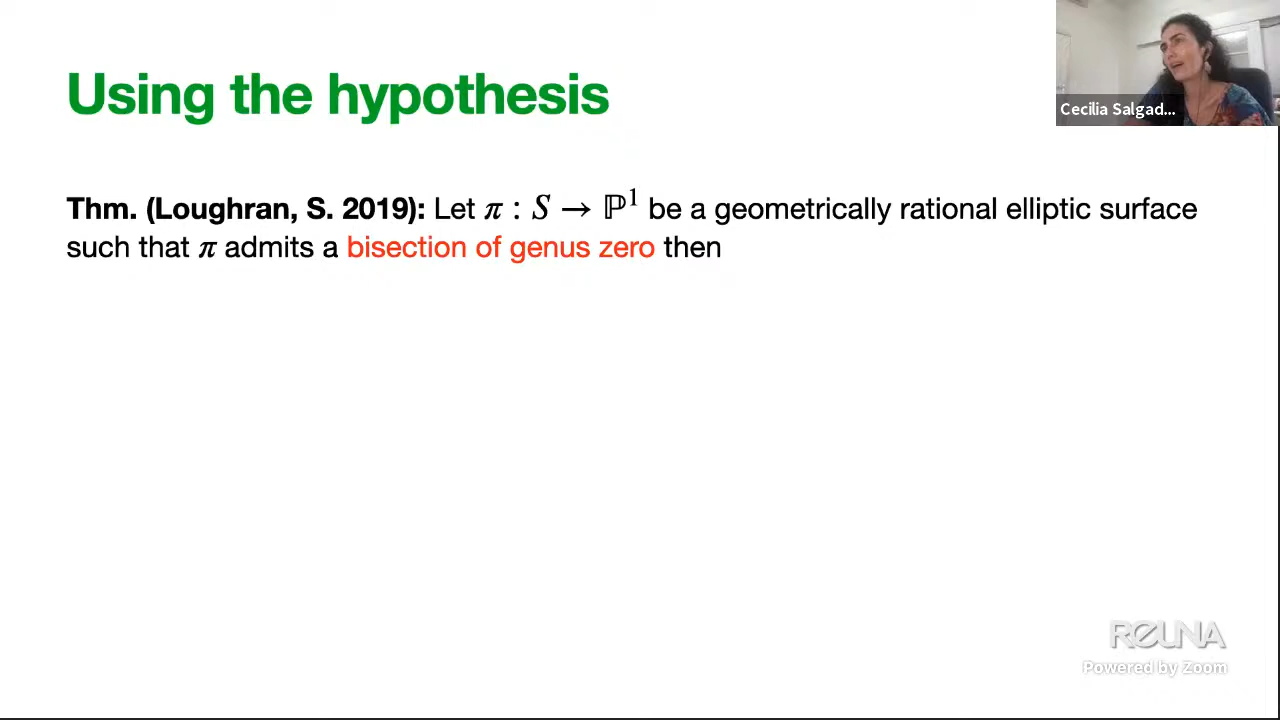 Using the hypothesis
Cecilia Salgad...
Thm. (Loughran, S. 2019): Let π : S → ℙ¹ be a geometrically rational elliptic surface
such that π admits a bisection of genus zero then
REUNA
Powered by Zoom